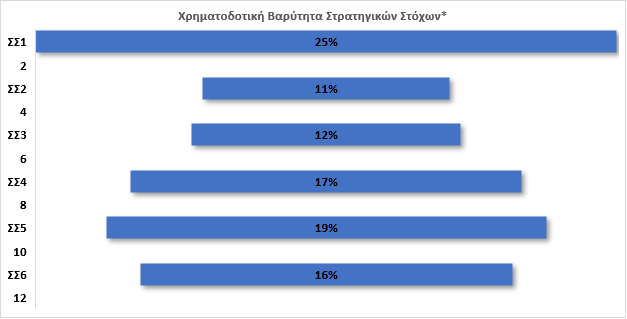 Χρηματοδοτική Βαρύτητα Στρατηγικών Στόχων*
ΣΣ1 25%
2
ΣΣ2 11%
4
ΣΣ3 12%
6
ΣΣ4 17%
8
ΣΣ5 19%
10
ΣΣ6 16%
12